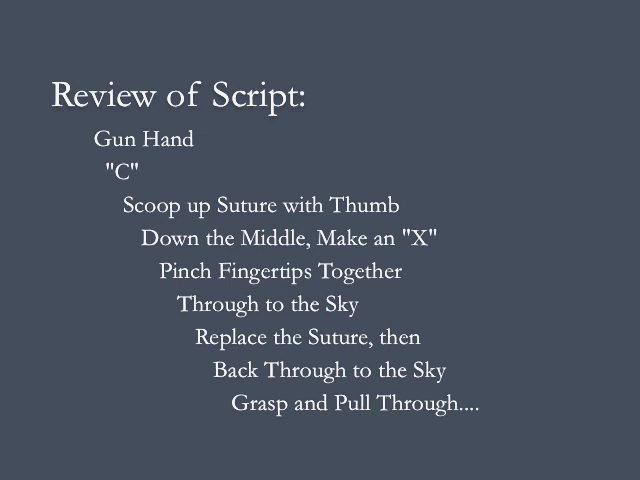 Review of Script:
Gun Hand
"C"
Scoop up Suture with Thumb
Down the Middle, Make an "X"
Pinch Fingertips Together
Through to the Sky
Replace the Suture, then
Back Through to the Sky
Grasp and Pull Through....